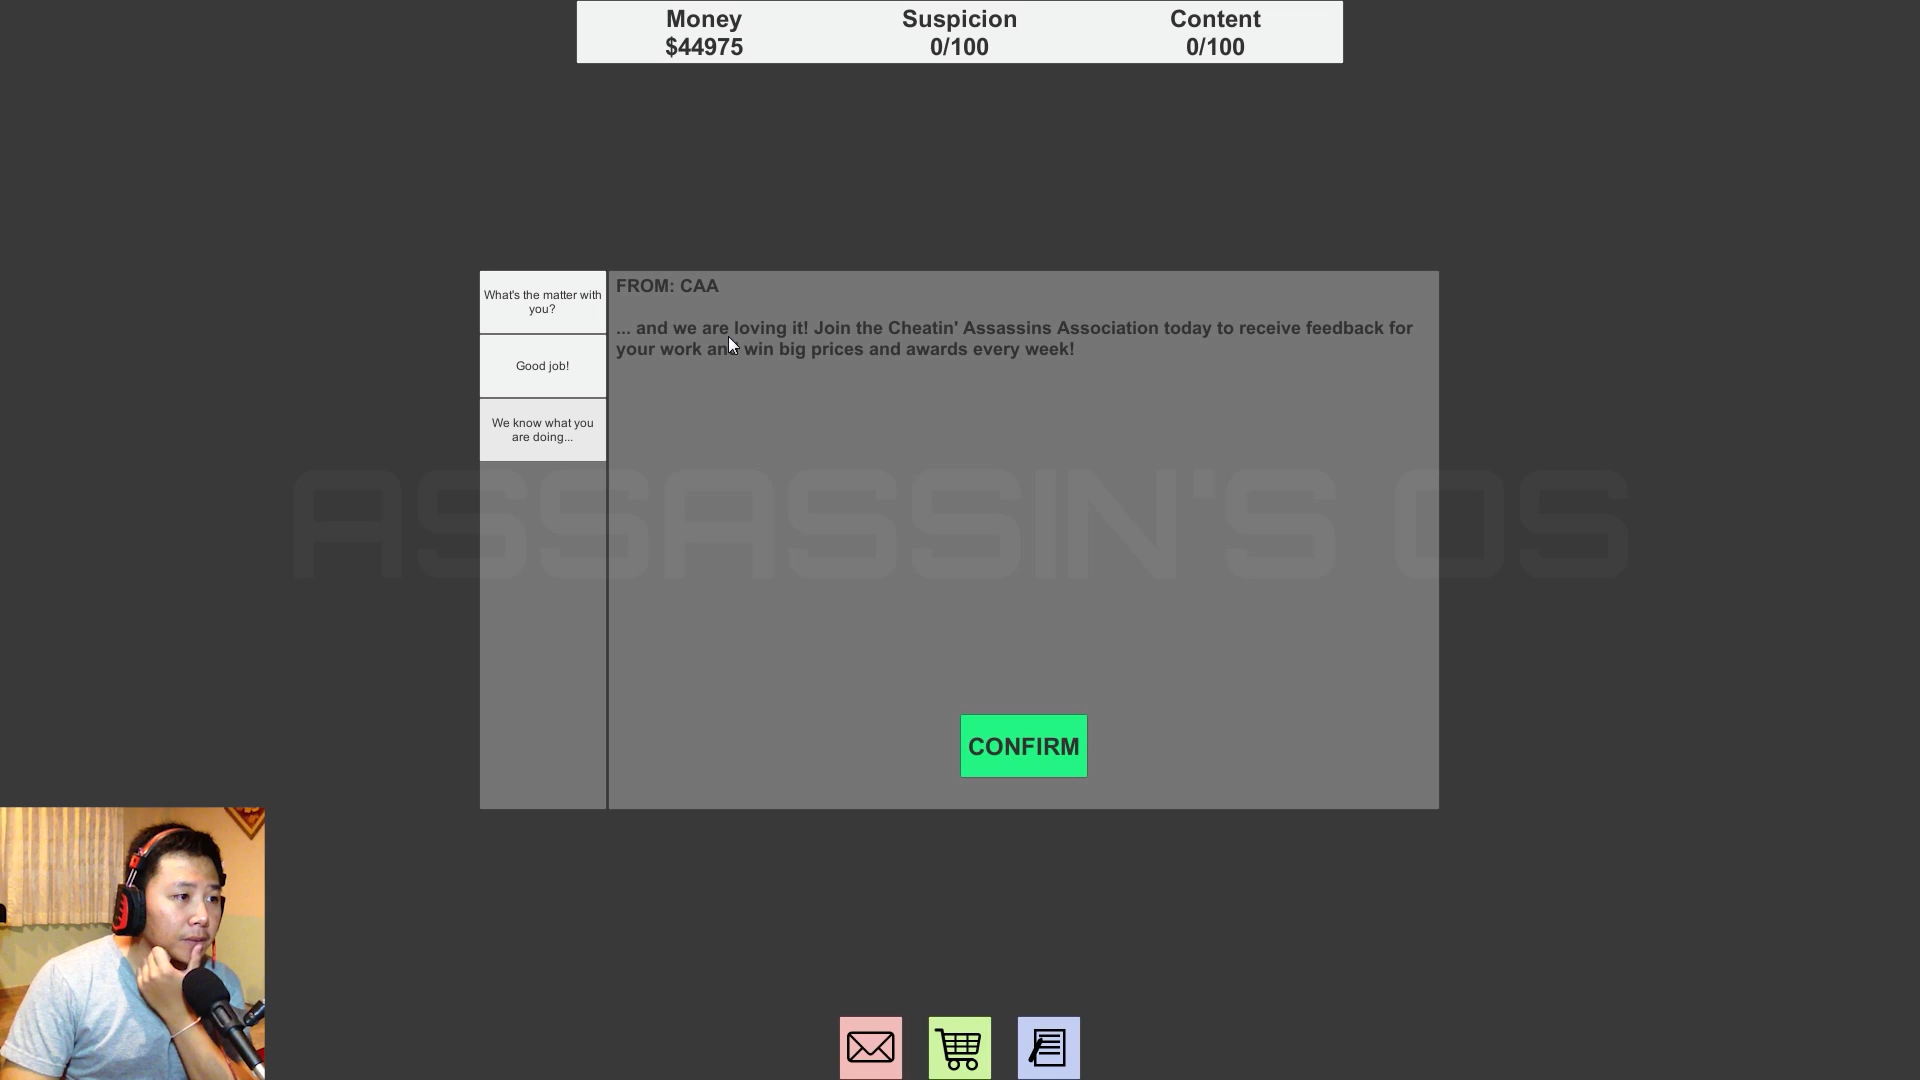 Money
$44975
Suspicion
0/100
Content
0/100
What's the matter with
you?
Good job!
We know what you
are doing...
FROM: CAA
... and we are loving it! Join the Cheatin' Assassins Association today to receive feedback for
your work and win big prices and awards every week!
ASSASSIN'S OS
CONFIRM